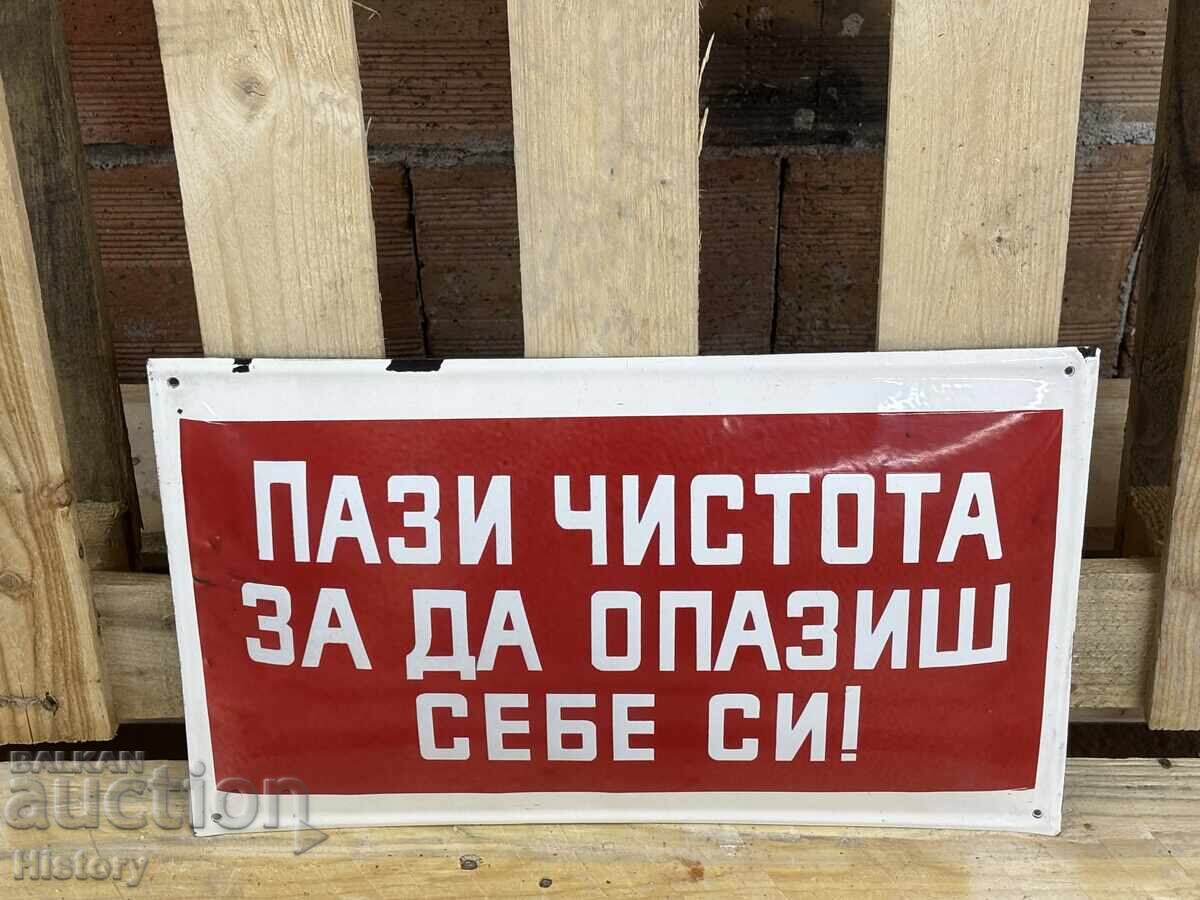 ПАЗИ ЧИСТОТА
ЗА ДА ОПАЗИШ
СЕБЕ СИ!
BALKAN
auction
History